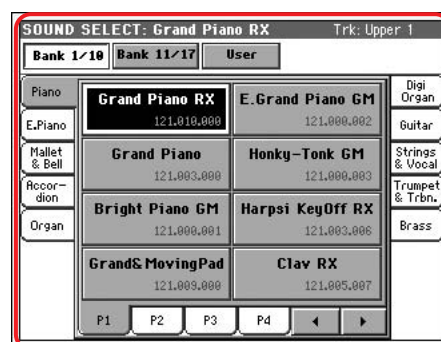 SOUND SELECT: Grand Piano RX Trk: Upper 1
Bank 1/10 Bank 11/17 User
Piano
E.Piano
Mallet
& Bell
Accor-
dion
Organ
Grand Piano RX
121.010.000
E.Grand Piano GM
121.000.002
Grand Piano
121.003.000
Honky-Tonk GM
121.000.003
Bright Piano GM
121.000.001
Harpsi KeyOff RX
121.003.006
Grand&MovingPad
121.009.000
Clav RX
121.005.007
Digi
Organ
Guitar
Strings
& Vocal
Trumpet
& Trbn.
Brass
P1 P2 P3 P4